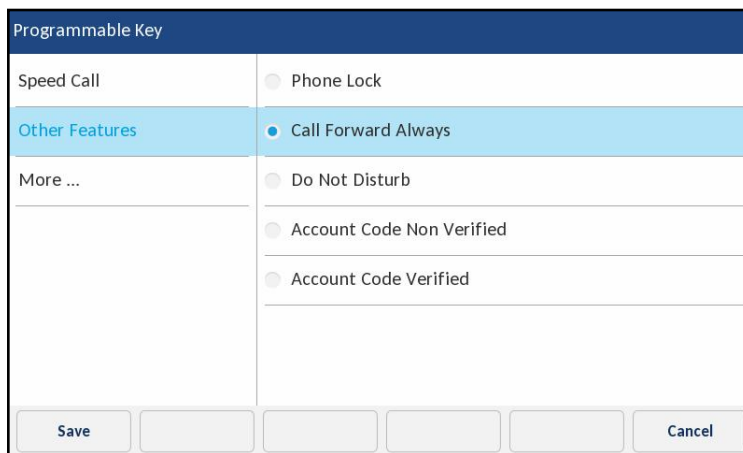 Programmable Key
Speed Call
Other Features
More ...
Phone Lock
Call Forward Always
Do Not Disturb
Account Code Non Verified
Account Code Verified
Save
Cancel